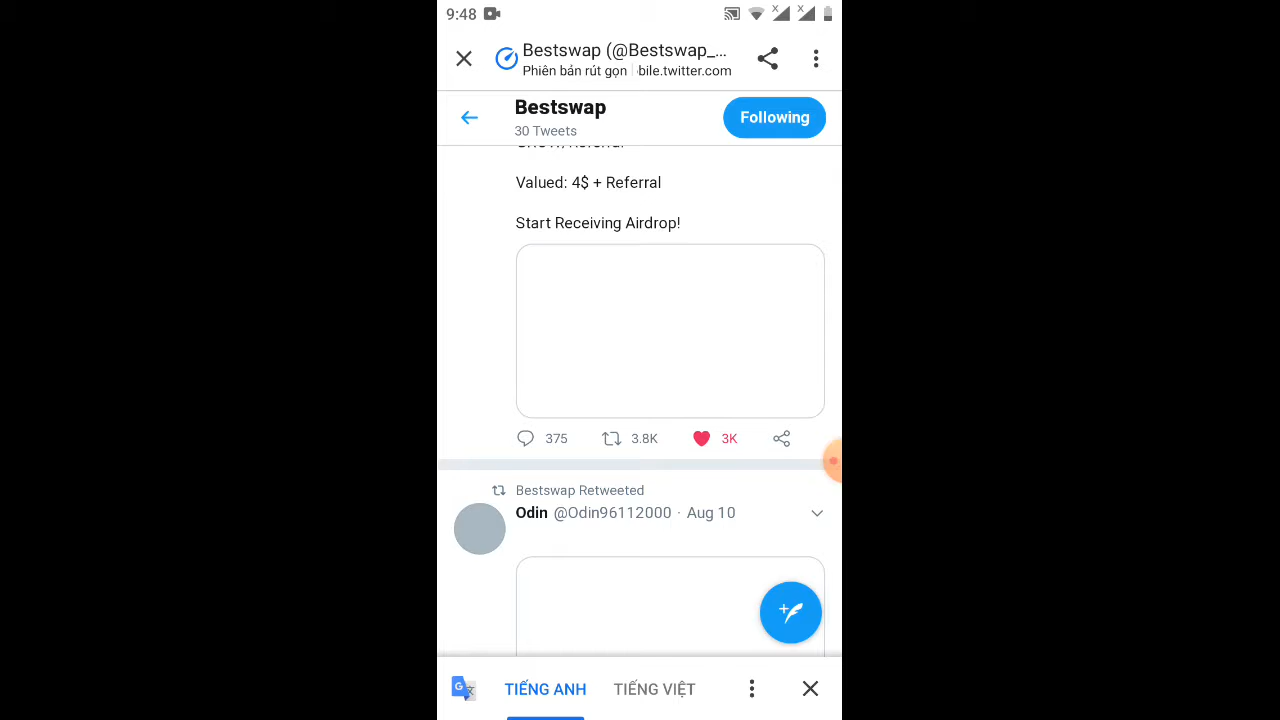 9:48
Bestswap (@Bestswap_...
Phiên bản rút gọn bile.twitter.com
Bestswap
30 Tweets
Following
Valued: 4$ + Referral
Start Receiving Airdrop!
375 3.8K 3K
Bestswap Retweeted
Odin @Odin96112000 · Aug 10
TIẾNG ANH TIẾNG VIỆT